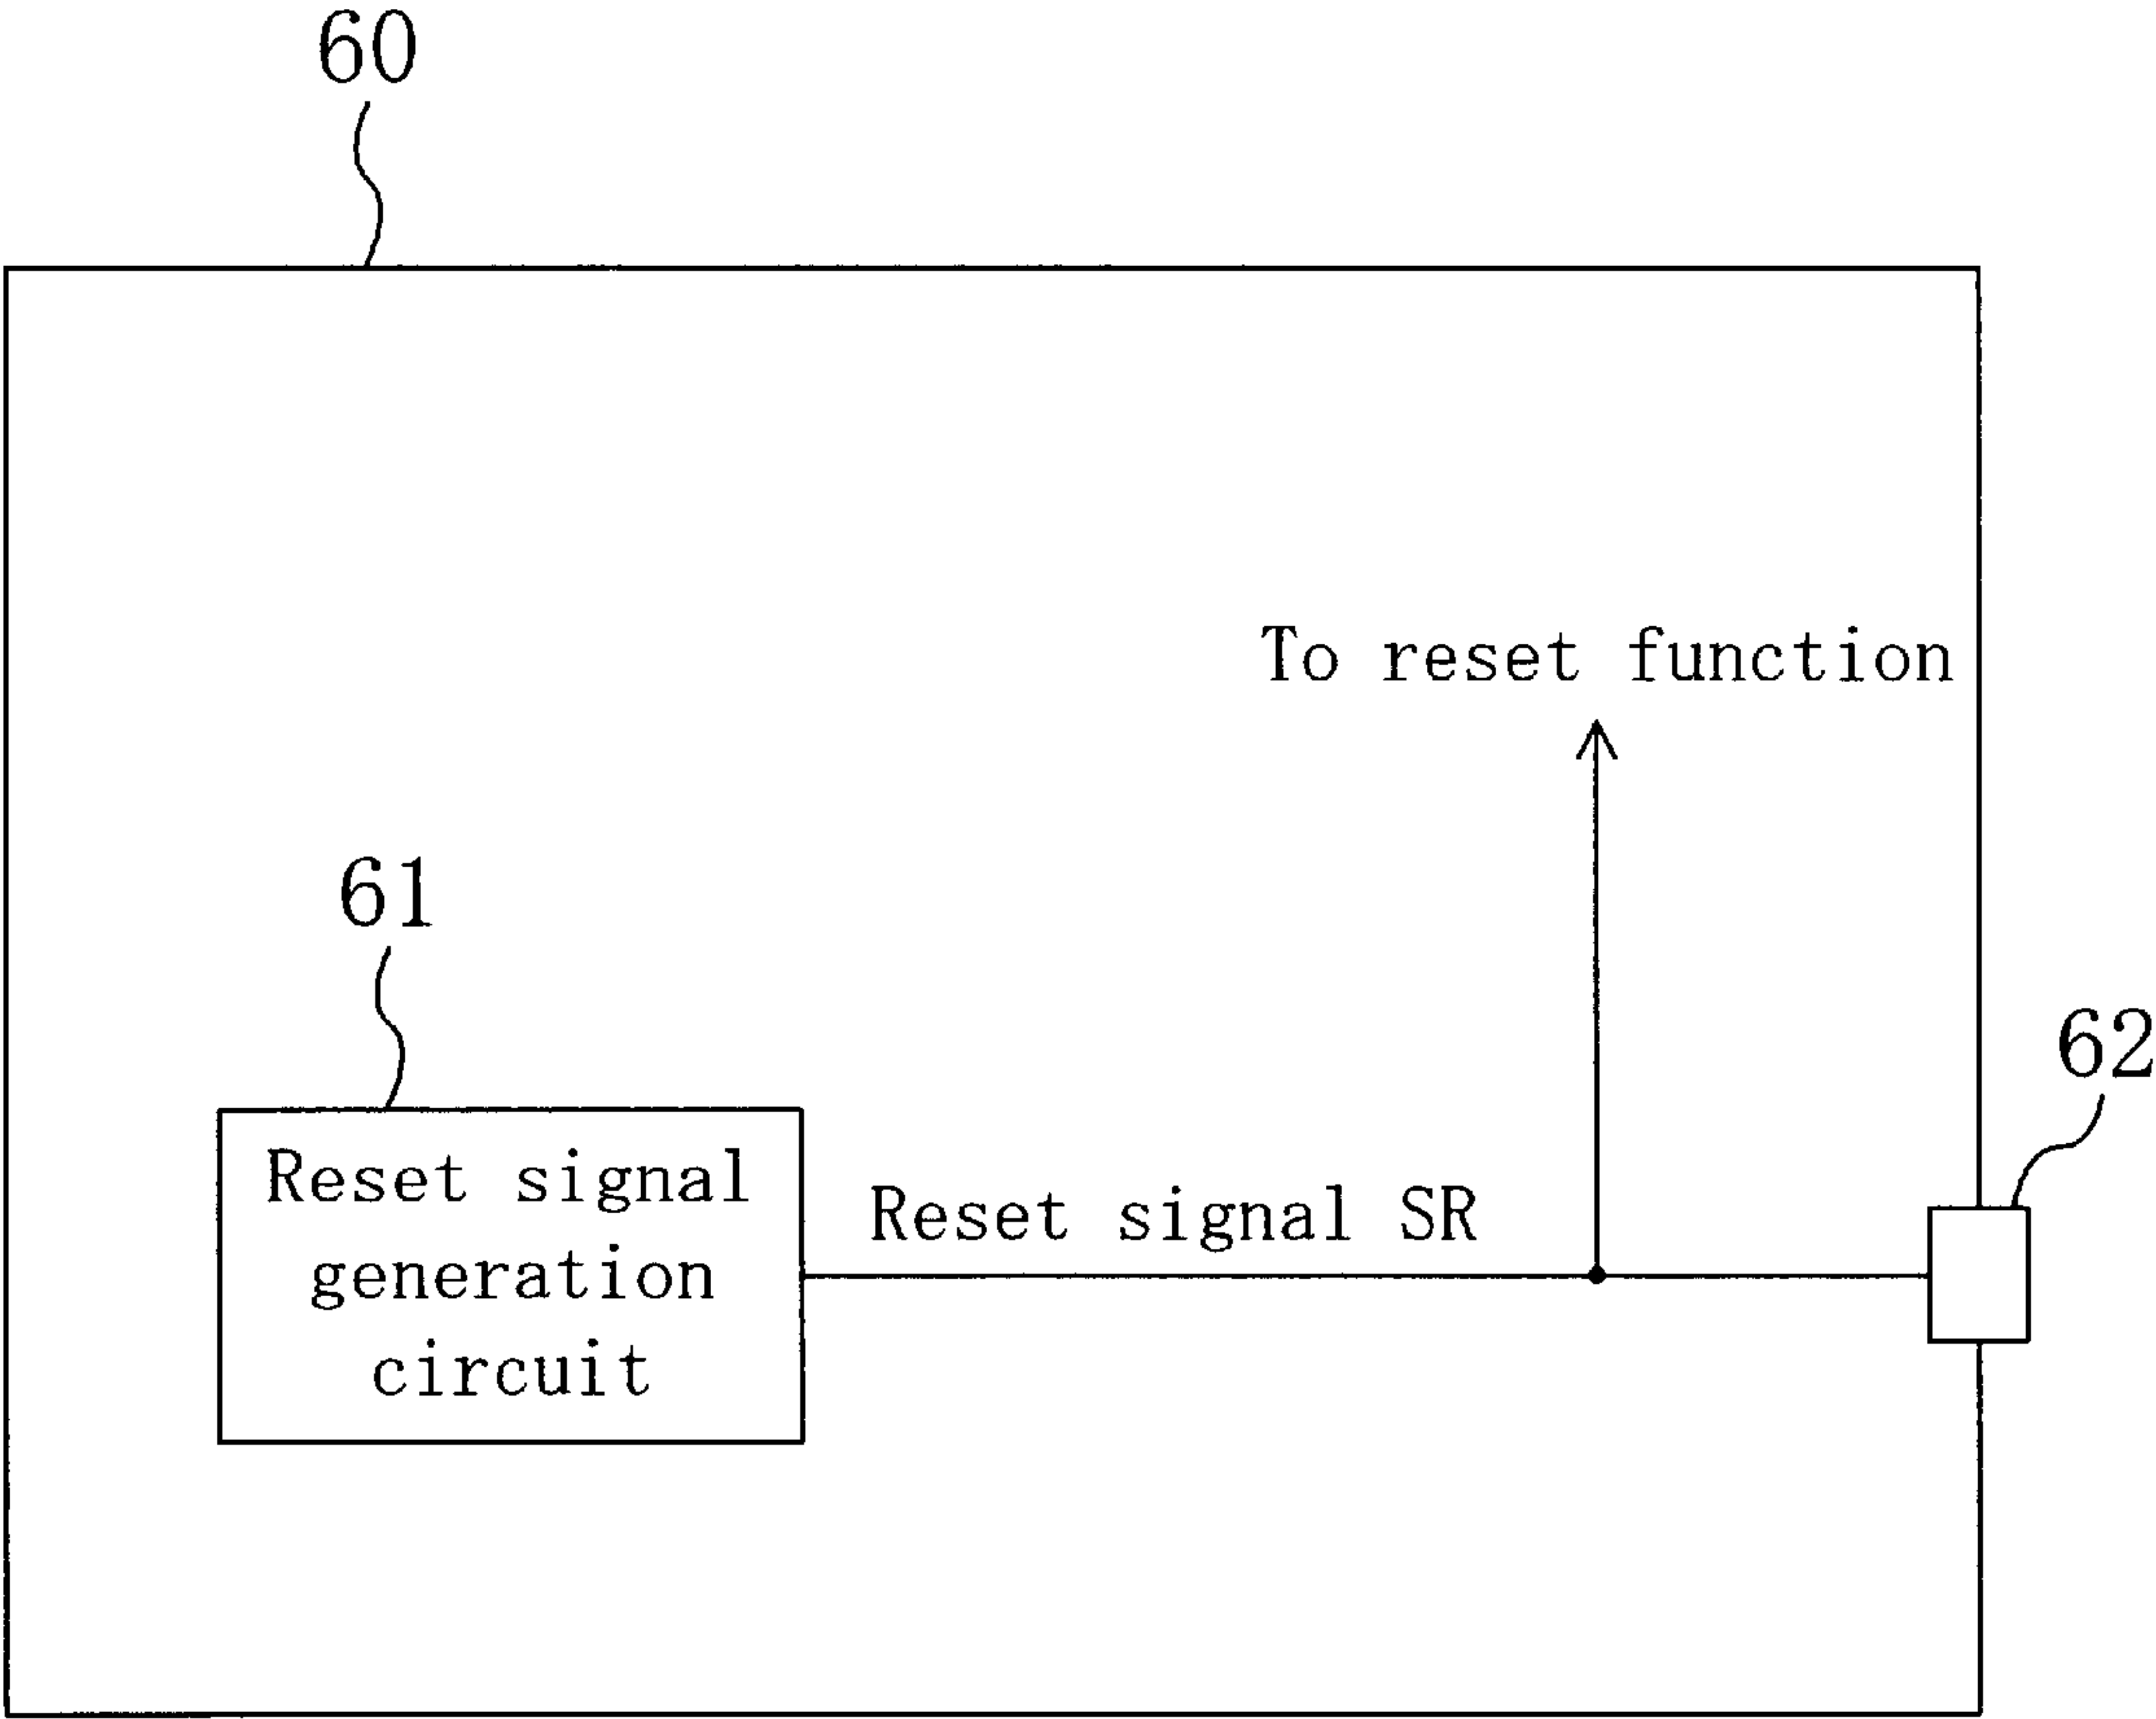 60
To reset function
61
62
Reset signal
generation
circuit
Reset signal SR